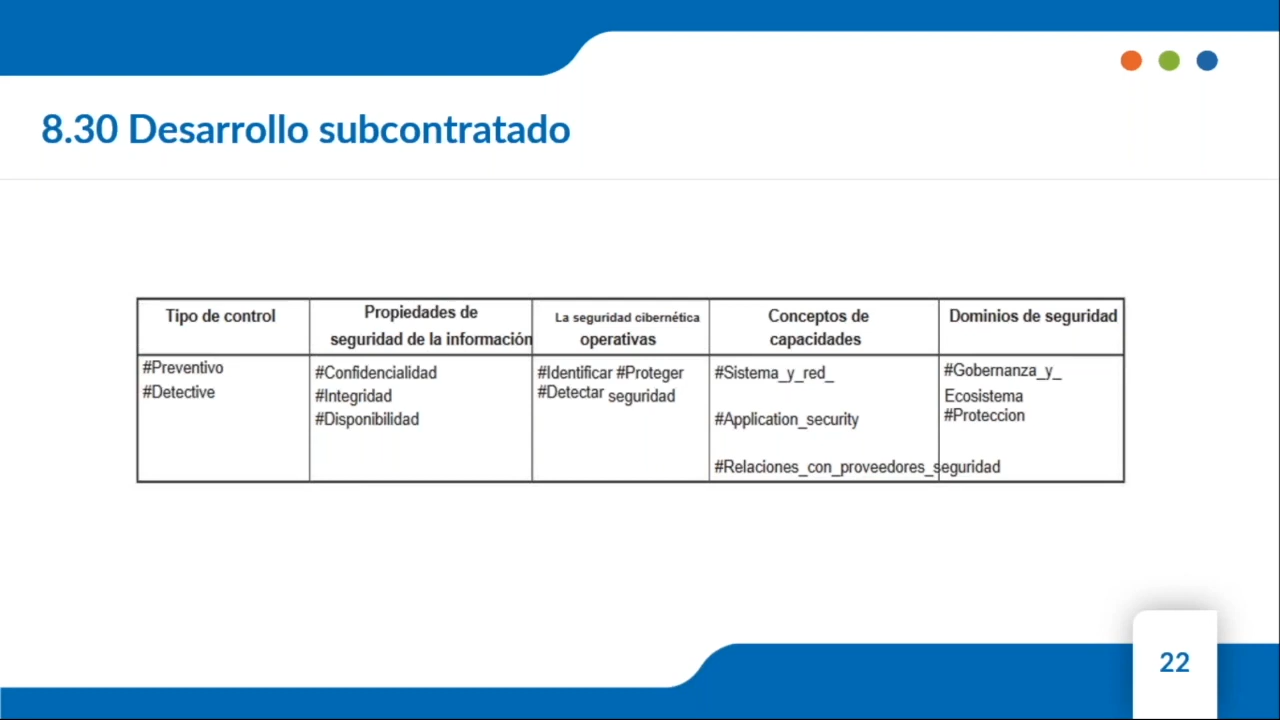 8.30 Desarrollo subcontratado
Tipo de control
Propiedades de
seguridad de la información
La seguridad cibernética
operativas
Conceptos de
capacidades
Dominios de seguridad
#Preventivo
#Detective
#Confidencialidad
#Integridad
#Disponibilidad
#Identificar #Proteger
#Detectar seguridad
#Sistema_y_red_
#Application_security
#Relaciones_con_proveedores_seguridad
#Gobernanza_y_
Ecosistema
#Proteccion
22